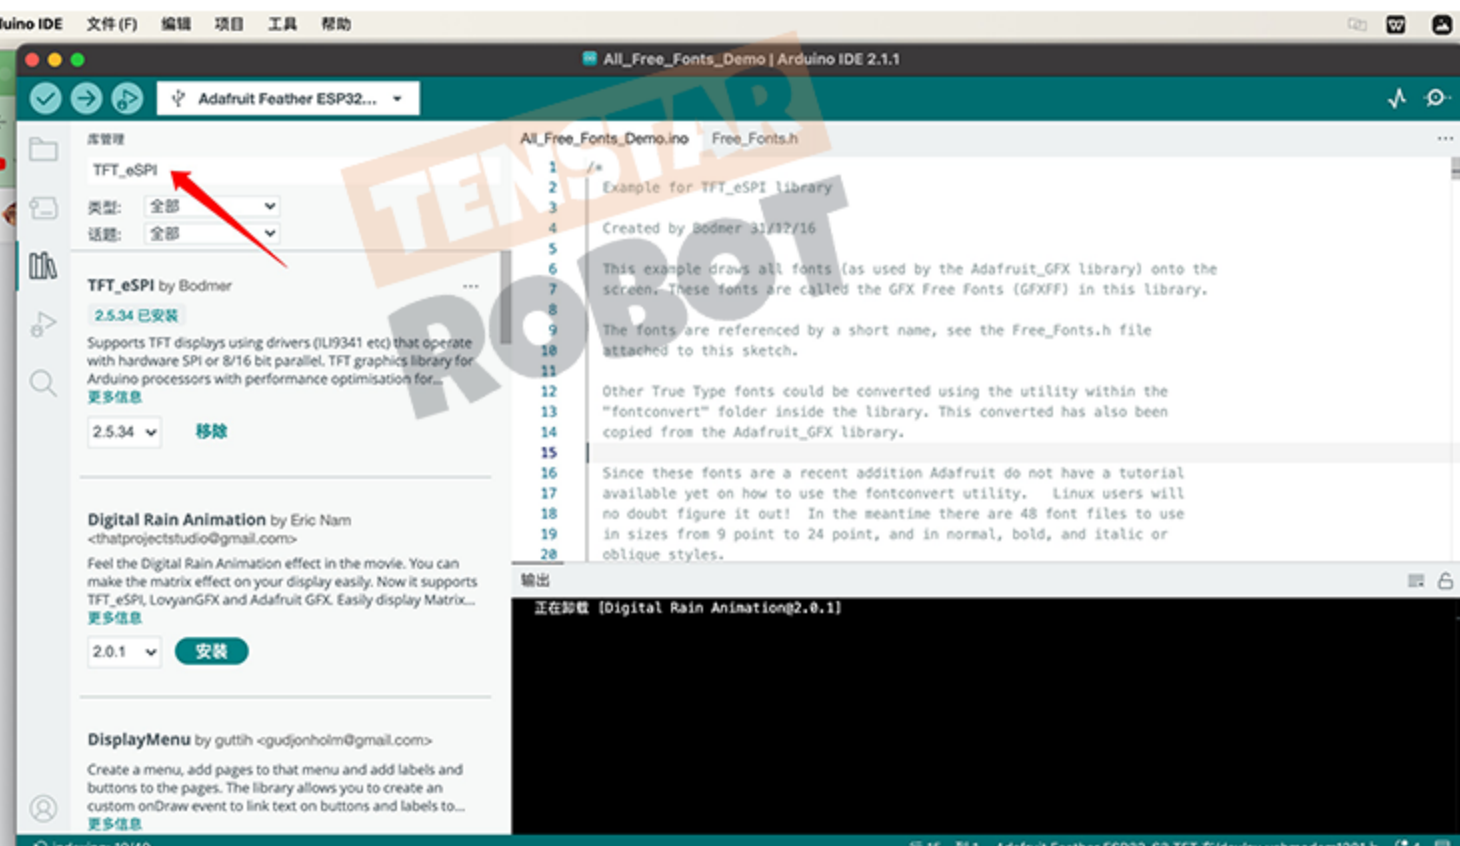 duino IDE 文件(F) 编辑 项目 工具 帮助
All_Free_Fonts_Demo | Arduino IDE 2.1.1
Adafruit Feather ESP32...
库管理
TFT_eSPI
类型: 全部
话题: 全部
TFT_eSPI by Bodmer
2.5.34 已安装
Supports TFT displays using drivers (ILI9341 etc) that operate
with hardware SPI or 8/16 bit parallel. TFT graphics library for
Arduino processors with performance optimisation for...
更多信息
2.5.34 移除
Digital Rain Animation by Eric Nam
<thatprojectstudio@gmail.com>
Feel the Digital Rain Animation effect in the movie. You can
make the matrix effect on your display easily. Now it supports
TFT_eSPI, LovyanGFX and Adafruit GFX. Easily display Matrix...
更多信息
2.0.1 安装
DisplayMenu by guttih <gudjonholm@gmail.com>
Create a menu, add pages to that menu and add labels and
buttons to the pages. The library allows you to create an
custom onDraw event to link text on buttons and labels to...
更多信息
All_Free_Fonts_Demo.ino Free_Fonts.h
1 /*
2 Example for TFT_eSPI library
3
4 Created by Bodmer 31/12/16
5
6 This example draws all fonts (as used by the Adafruit_GFX library) onto the
7 screen. These fonts are called the GFX Free Fonts (GFXFF) in this library.
8
9 The fonts are referenced by a short name, see the Free_Fonts.h file
10 attached to this sketch.
11
12 Other True Type fonts could be converted using the utility within the
13 "fontconvert" folder inside the library. This converted has also been
14 copied from the Adafruit_GFX library.
15
16 Since these fonts are a recent addition Adafruit do not have a tutorial
17 available yet on how to use the fontconvert utility. Linux users will
18 no doubt figure it out! In the meantime there are 48 font files to use
19 in sizes from 9 point to 24 point, and in normal, bold, and italic or
20 oblique styles.
输出
正在卸载 [Digital Rain Animation@2.0.1]
TENSTAR
ROBOT